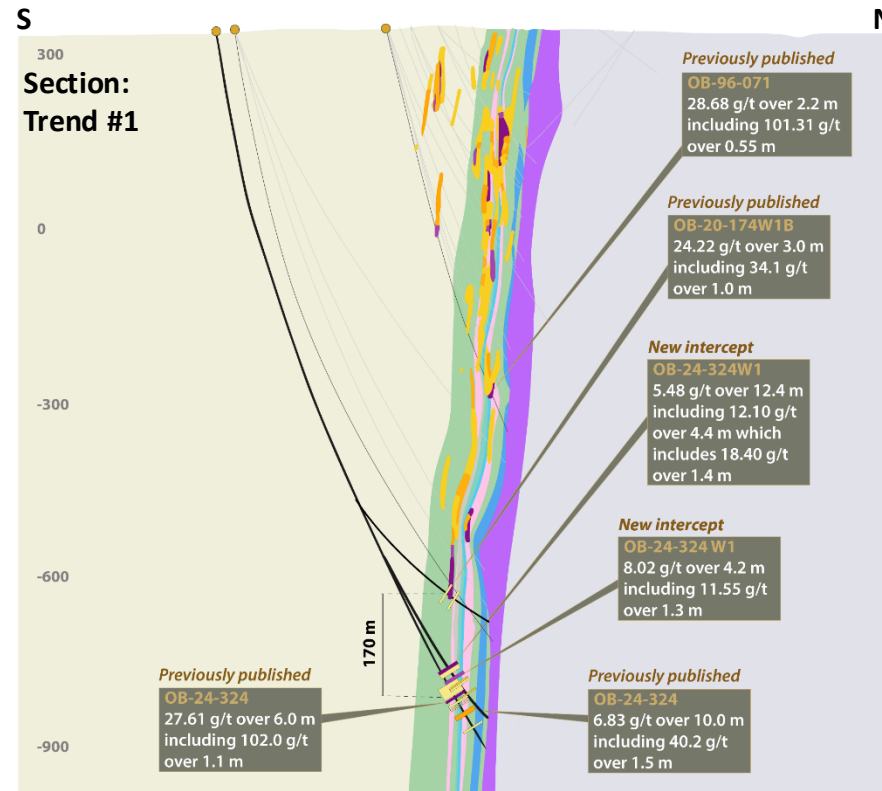 S
N
300
Section:
Trend #1
0
-300
-600
-900
170 m
Previously published
OB-96-071
28.68 g/t over 2.2 m
including 101.31 g/t
over 0.55 m
Previously published
OB-20-174W1B
24.22 g/t over 3.0 m
including 34.1 g/t
over 1.0 m
New intercept
OB-24-324W1
5.48 g/t over 12.4 m
including 12.10 g/t
over 4.4 m which
includes 18.40 g/t
over 1.4 m
New intercept
OB-24-324 W1
8.02 g/t over 4.2 m
including 11.55 g/t
over 1.3 m
Previously published
OB-24-324
27.61 g/t over 6.0 m
including 102.0 g/t
over 1.1 m
Previously published
OB-24-324
6.83 g/t over 10.0 m
including 40.2 g/t
over 1.5 m